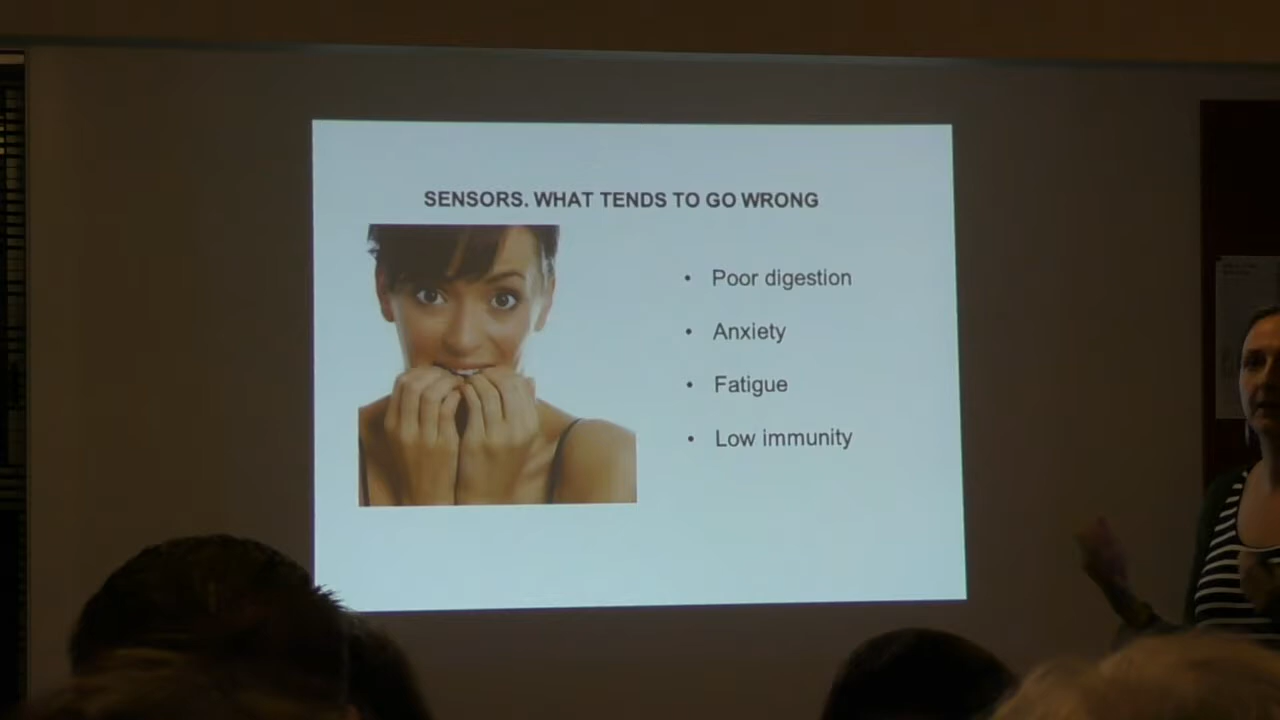 SENSORS. WHAT TENDS TO GO WRONG
• Poor digestion
• Anxiety
• Fatigue
• Low immunity